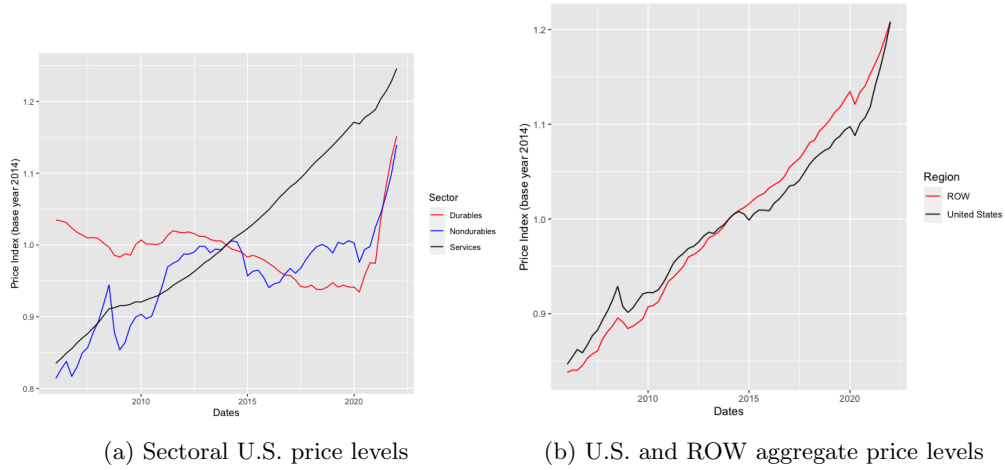 1.2
1.1
1.0
0.9
0.8
Price Index (base year 2014)
2010
2015
2020
Dates
Sector
Durables
Nondurables
Services
(a) Sectoral U.S. price levels
1.2
1.1
1.0
0.9
Price Index (base year 2014)
2010
2015
2020
Dates
Region
ROW
United States
(b) U.S. and ROW aggregate price levels